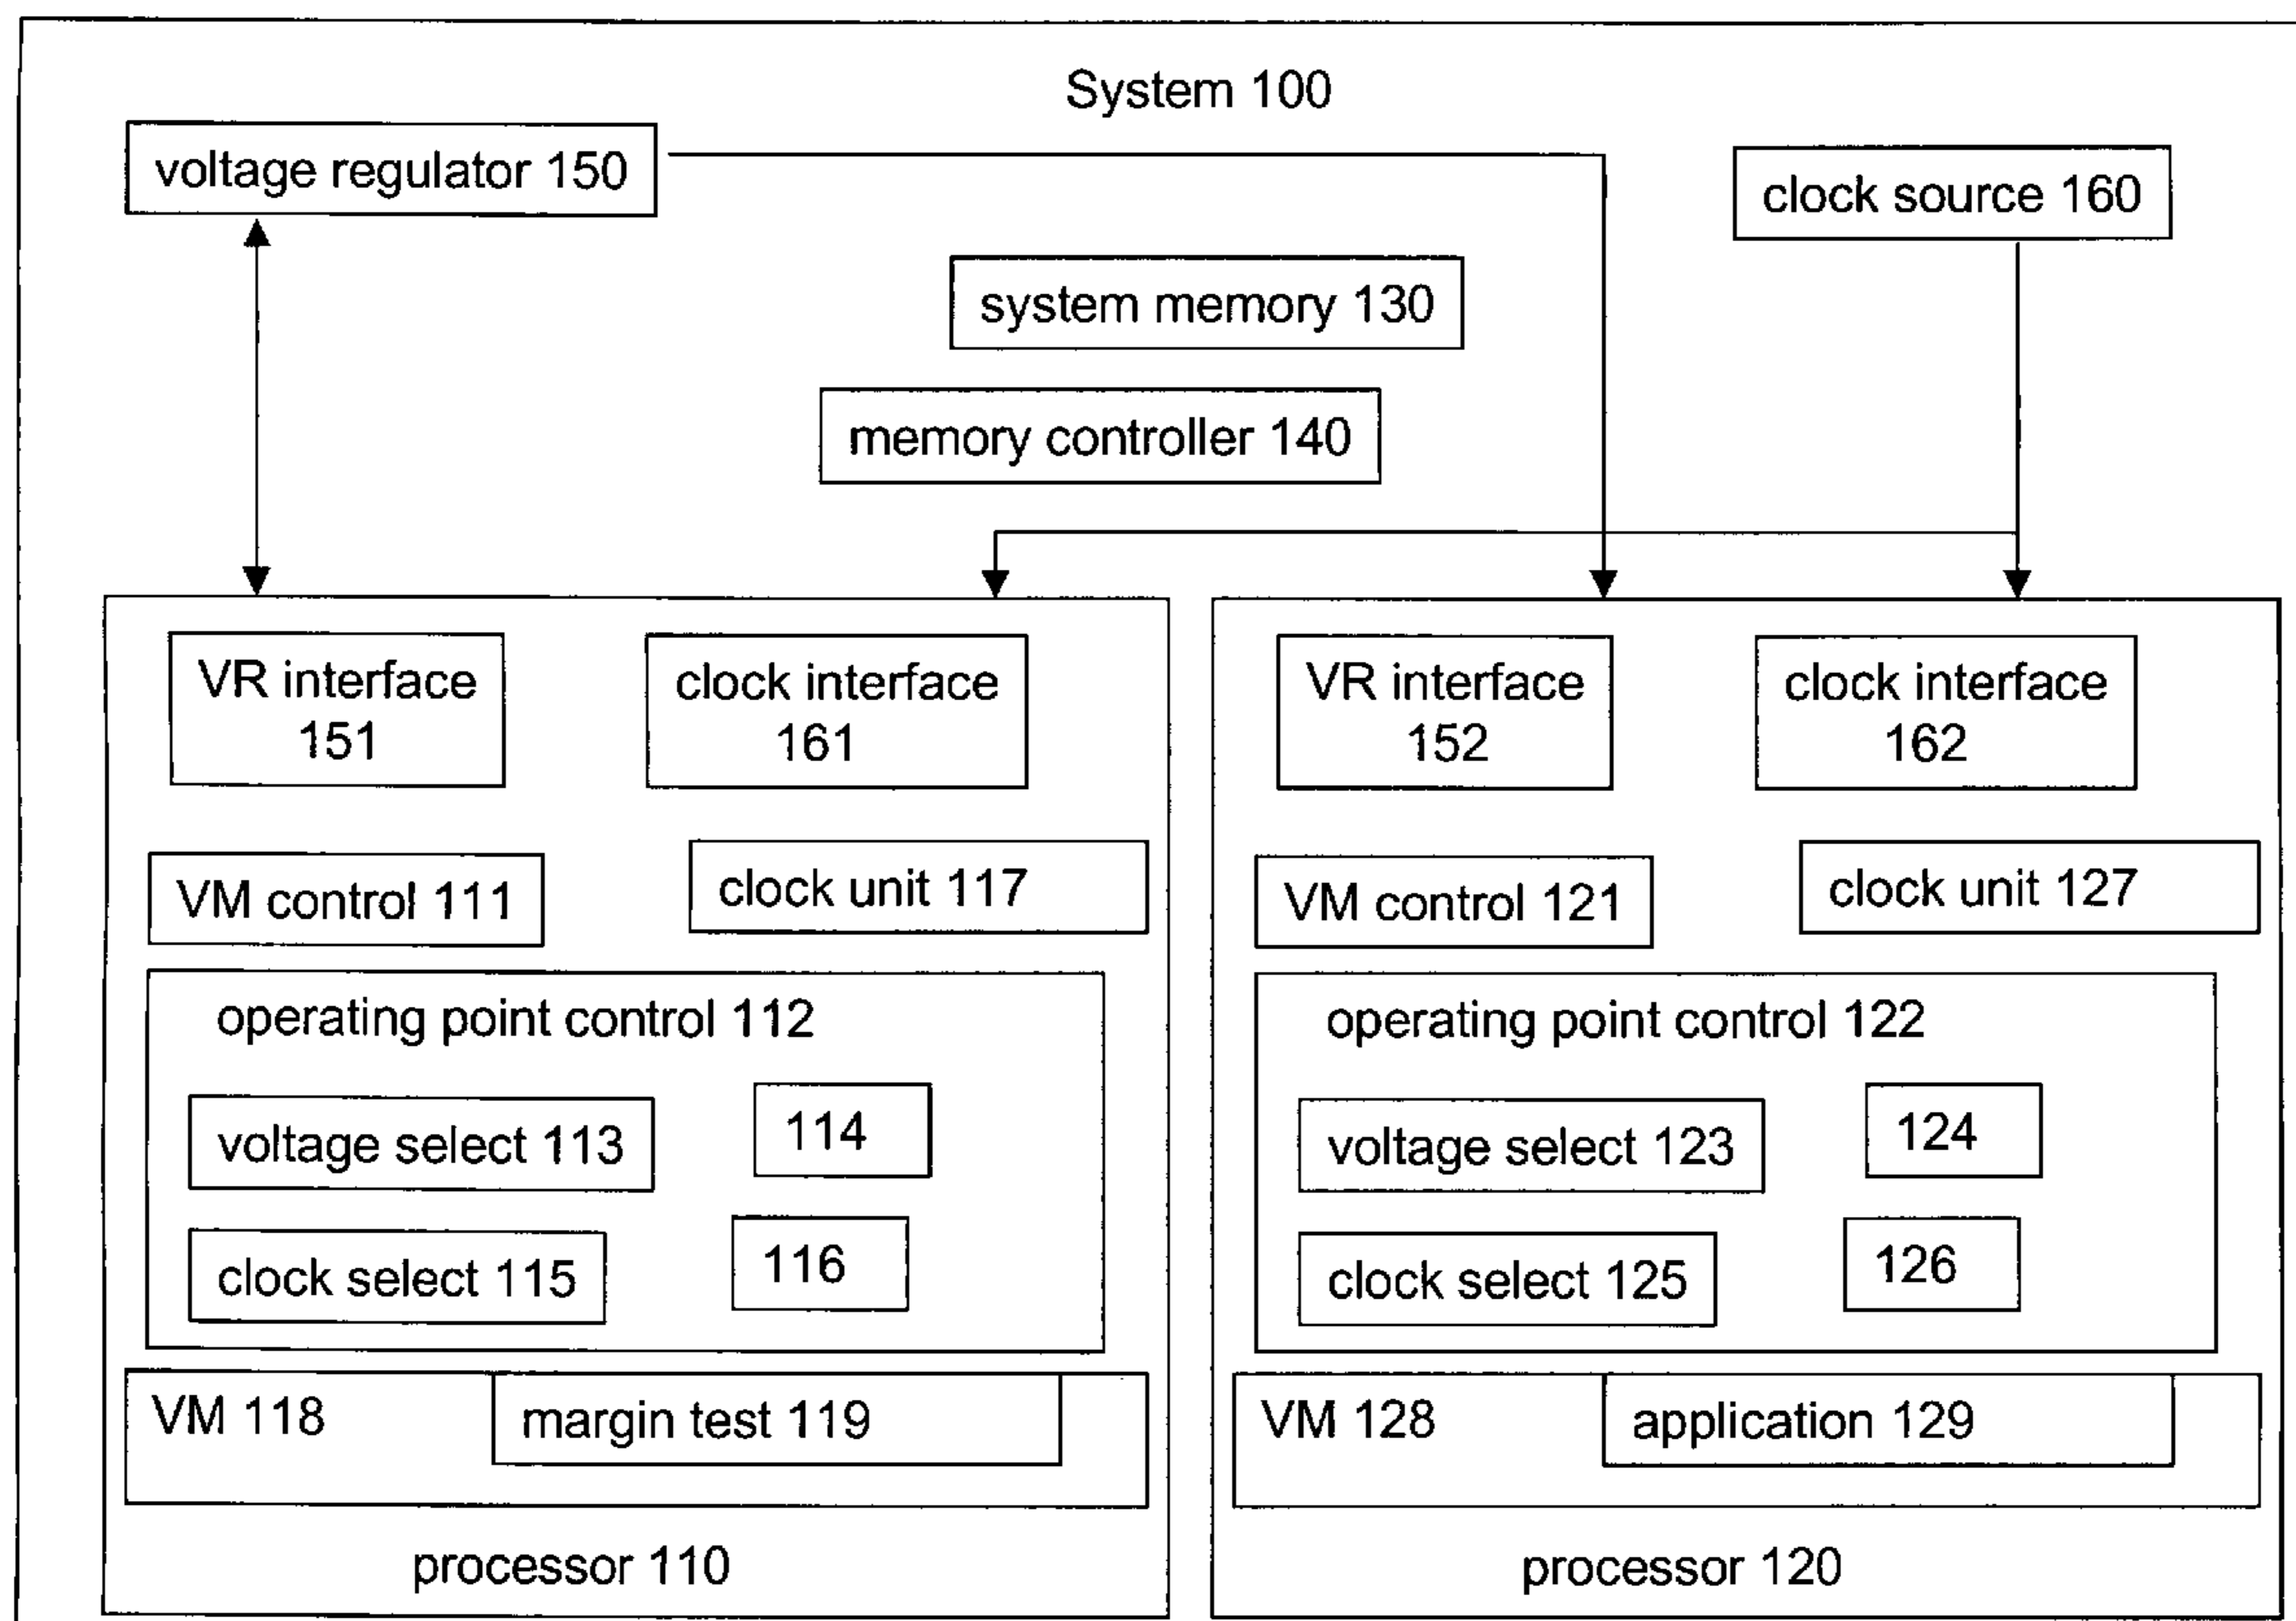 System 100
voltage regulator 150
clock source 160
system memory 130
memory controller 140
VR interface
151
clock interface
161
VM control 111
clock unit 117
operating point control 112
voltage select 113
114
clock select 115
116
VM 118
margin test 119
processor 110
VR interface
152
clock interface
162
VM control 121
clock unit 127
operating point control 122
voltage select 123
124
clock select 125
126
VM 128
application 129
processor 120